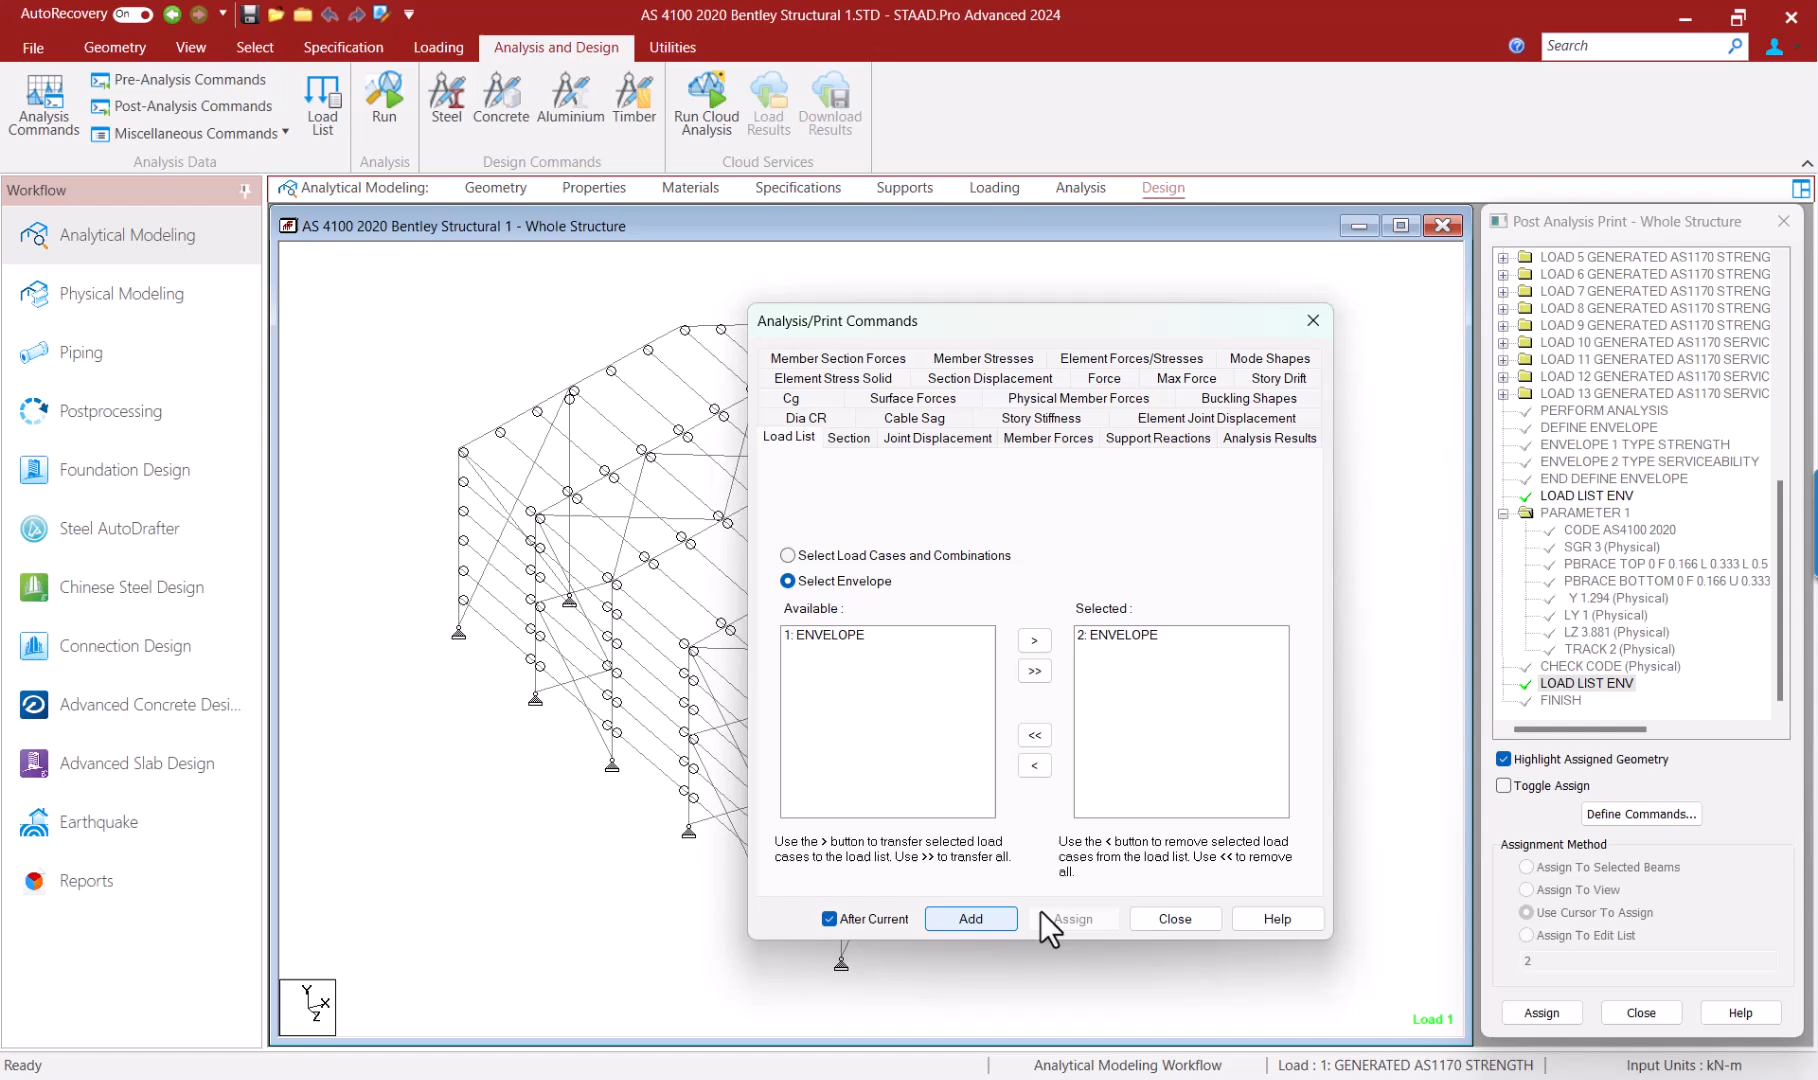 AutoRecovery On
AS 4100 2020 Bentley Structural 1.STD - STAAD.Pro Advanced 2024
File
Geometry
View
Select
Specification
Loading
Analysis and Design
Utilities
Search
Analysis Commands
Pre-Analysis Commands
Post-Analysis Commands
Miscellaneous Commands
Load List
Run
Steel
Concrete
Aluminium
Timber
Run Cloud Analysis
Load Results
Download Results
Analysis Data
Analysis
Design Commands
Cloud Services
Workflow
Analytical Modeling
Physical Modeling
Piping
Postprocessing
Foundation Design
Steel AutoDrafter
Chinese Steel Design
Connection Design
Advanced Concrete Desi...
Advanced Slab Design
Earthquake
Reports
Analytical Modeling:
Geometry
Properties
Materials
Specifications
Supports
Loading
Analysis
Design
AS 4100 2020 Bentley Structural 1 - Whole Structure
Y
X
Z
Load 1
Analysis/Print Commands
Member Section Forces
Member Stresses
Element Forces/Stresses
Mode Shapes
Element Stress Solid
Section Displacement
Force
Max Force
Story Drift
Cg
Surface Forces
Physical Member Forces
Buckling Shapes
Dia CR
Cable Sag
Story Stiffness
Element Joint Displacement
Load List
Section
Joint Displacement
Member Forces
Support Reactions
Analysis Results
Select Load Cases and Combinations
Select Envelope
Available :
1: ENVELOPE
>
>>
<<
<
Selected :
2: ENVELOPE
Use the > button to transfer selected load
cases to the load list. Use >> to transfer all.
Use the < button to remove selected load
cases from the load list. Use << to remove
all.
After Current
Add
Assign
Close
Help
Post Analysis Print - Whole Structure
LOAD 5 GENERATED AS1170 STRENG
LOAD 6 GENERATED AS1170 STRENG
LOAD 7 GENERATED AS1170 STRENG
LOAD 8 GENERATED AS1170 STRENG
LOAD 9 GENERATED AS1170 STRENG
LOAD 10 GENERATED AS1170 SERVIC
LOAD 11 GENERATED AS1170 SERVIC
LOAD 12 GENERATED AS1170 SERVIC
LOAD 13 GENERATED AS1170 SERVIC
PERFORM ANALYSIS
DEFINE ENVELOPE
ENVELOPE 1 TYPE STRENGTH
ENVELOPE 2 TYPE SERVICEABILITY
END DEFINE ENVELOPE
LOAD LIST ENV
PARAMETER 1
CODE AS4100 2020
SGR 3 (Physical)
PBRACE TOP 0 F 0.166 L 0.333 L 0.5
PBRACE BOTTOM 0 F 0.166 U 0.333
Y 1.294 (Physical)
LY 1 (Physical)
LZ 3.881 (Physical)
TRACK 2 (Physical)
CHECK CODE (Physical)
LOAD LIST ENV
FINISH
Highlight Assigned Geometry
Toggle Assign
Define Commands...
Assignment Method
Assign To Selected Beams
Assign To View
Use Cursor To Assign
Assign To Edit List
2
Assign
Close
Help
Ready
Analytical Modeling Workflow
Load : 1: GENERATED AS1170 STRENGTH
Input Units : kN-m